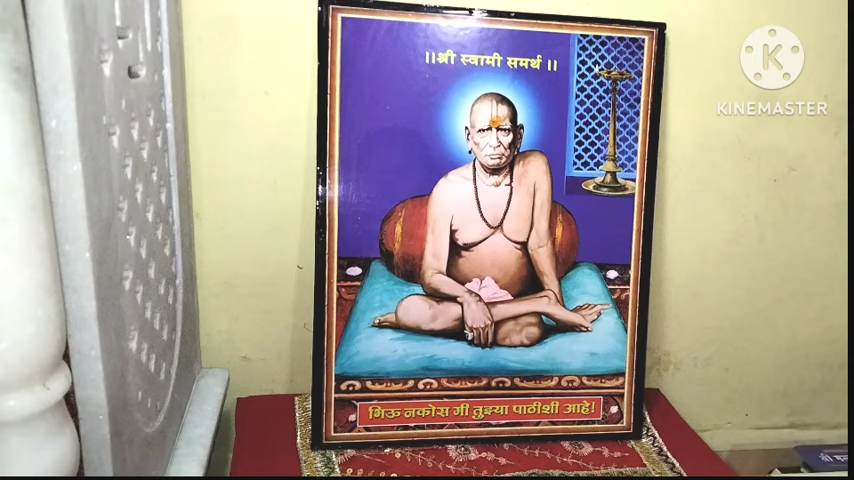 ।।श्री स्वामी समर्थ ।।
K
KINEMASTER
भिऊ नकोस मी तुझ्या पाठीशी आहे!
श्री